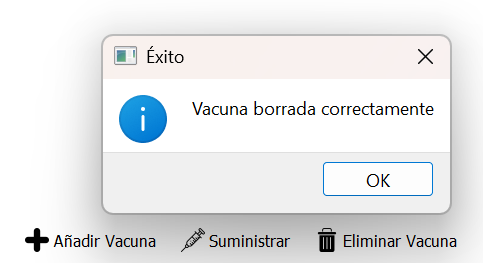 Éxito
Vacuna borrada correctamente
OK
Añadir Vacuna Suministrar Eliminar Vacuna